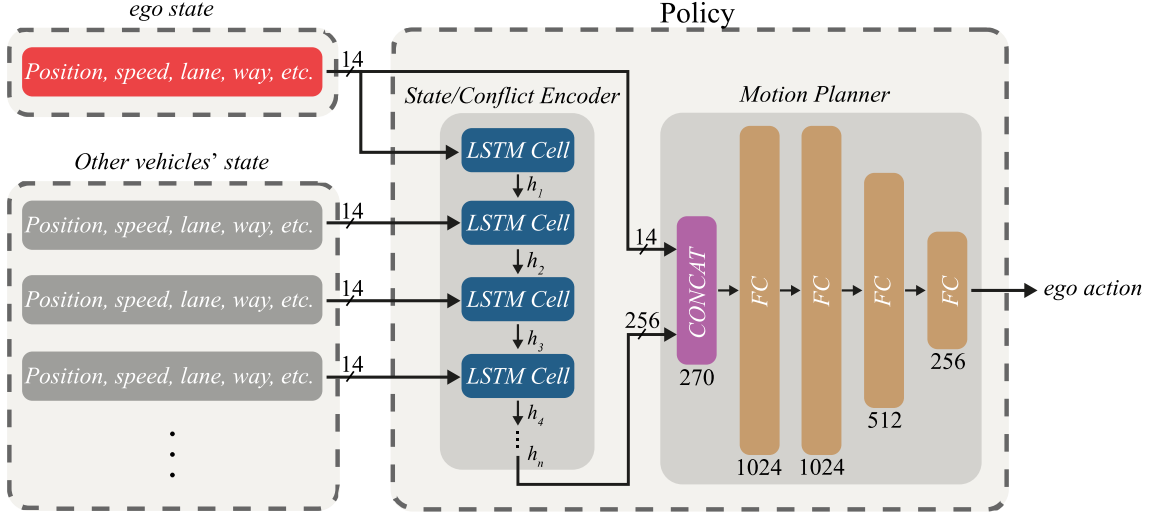 ego state
Policy
Position, speed, lane, way, etc.
14
State/Conflict Encoder
Motion Planner
LSTM Cell
h1
Other vehicles' state
Position, speed, lane, way, etc.
14
LSTM Cell
h2
Position, speed, lane, way, etc.
14
LSTM Cell
h3
Position, speed, lane, way, etc.
14
LSTM Cell
h4
hn
14
256
CONCAT
270
FC
1024
FC
1024
FC
512
FC
256
ego action